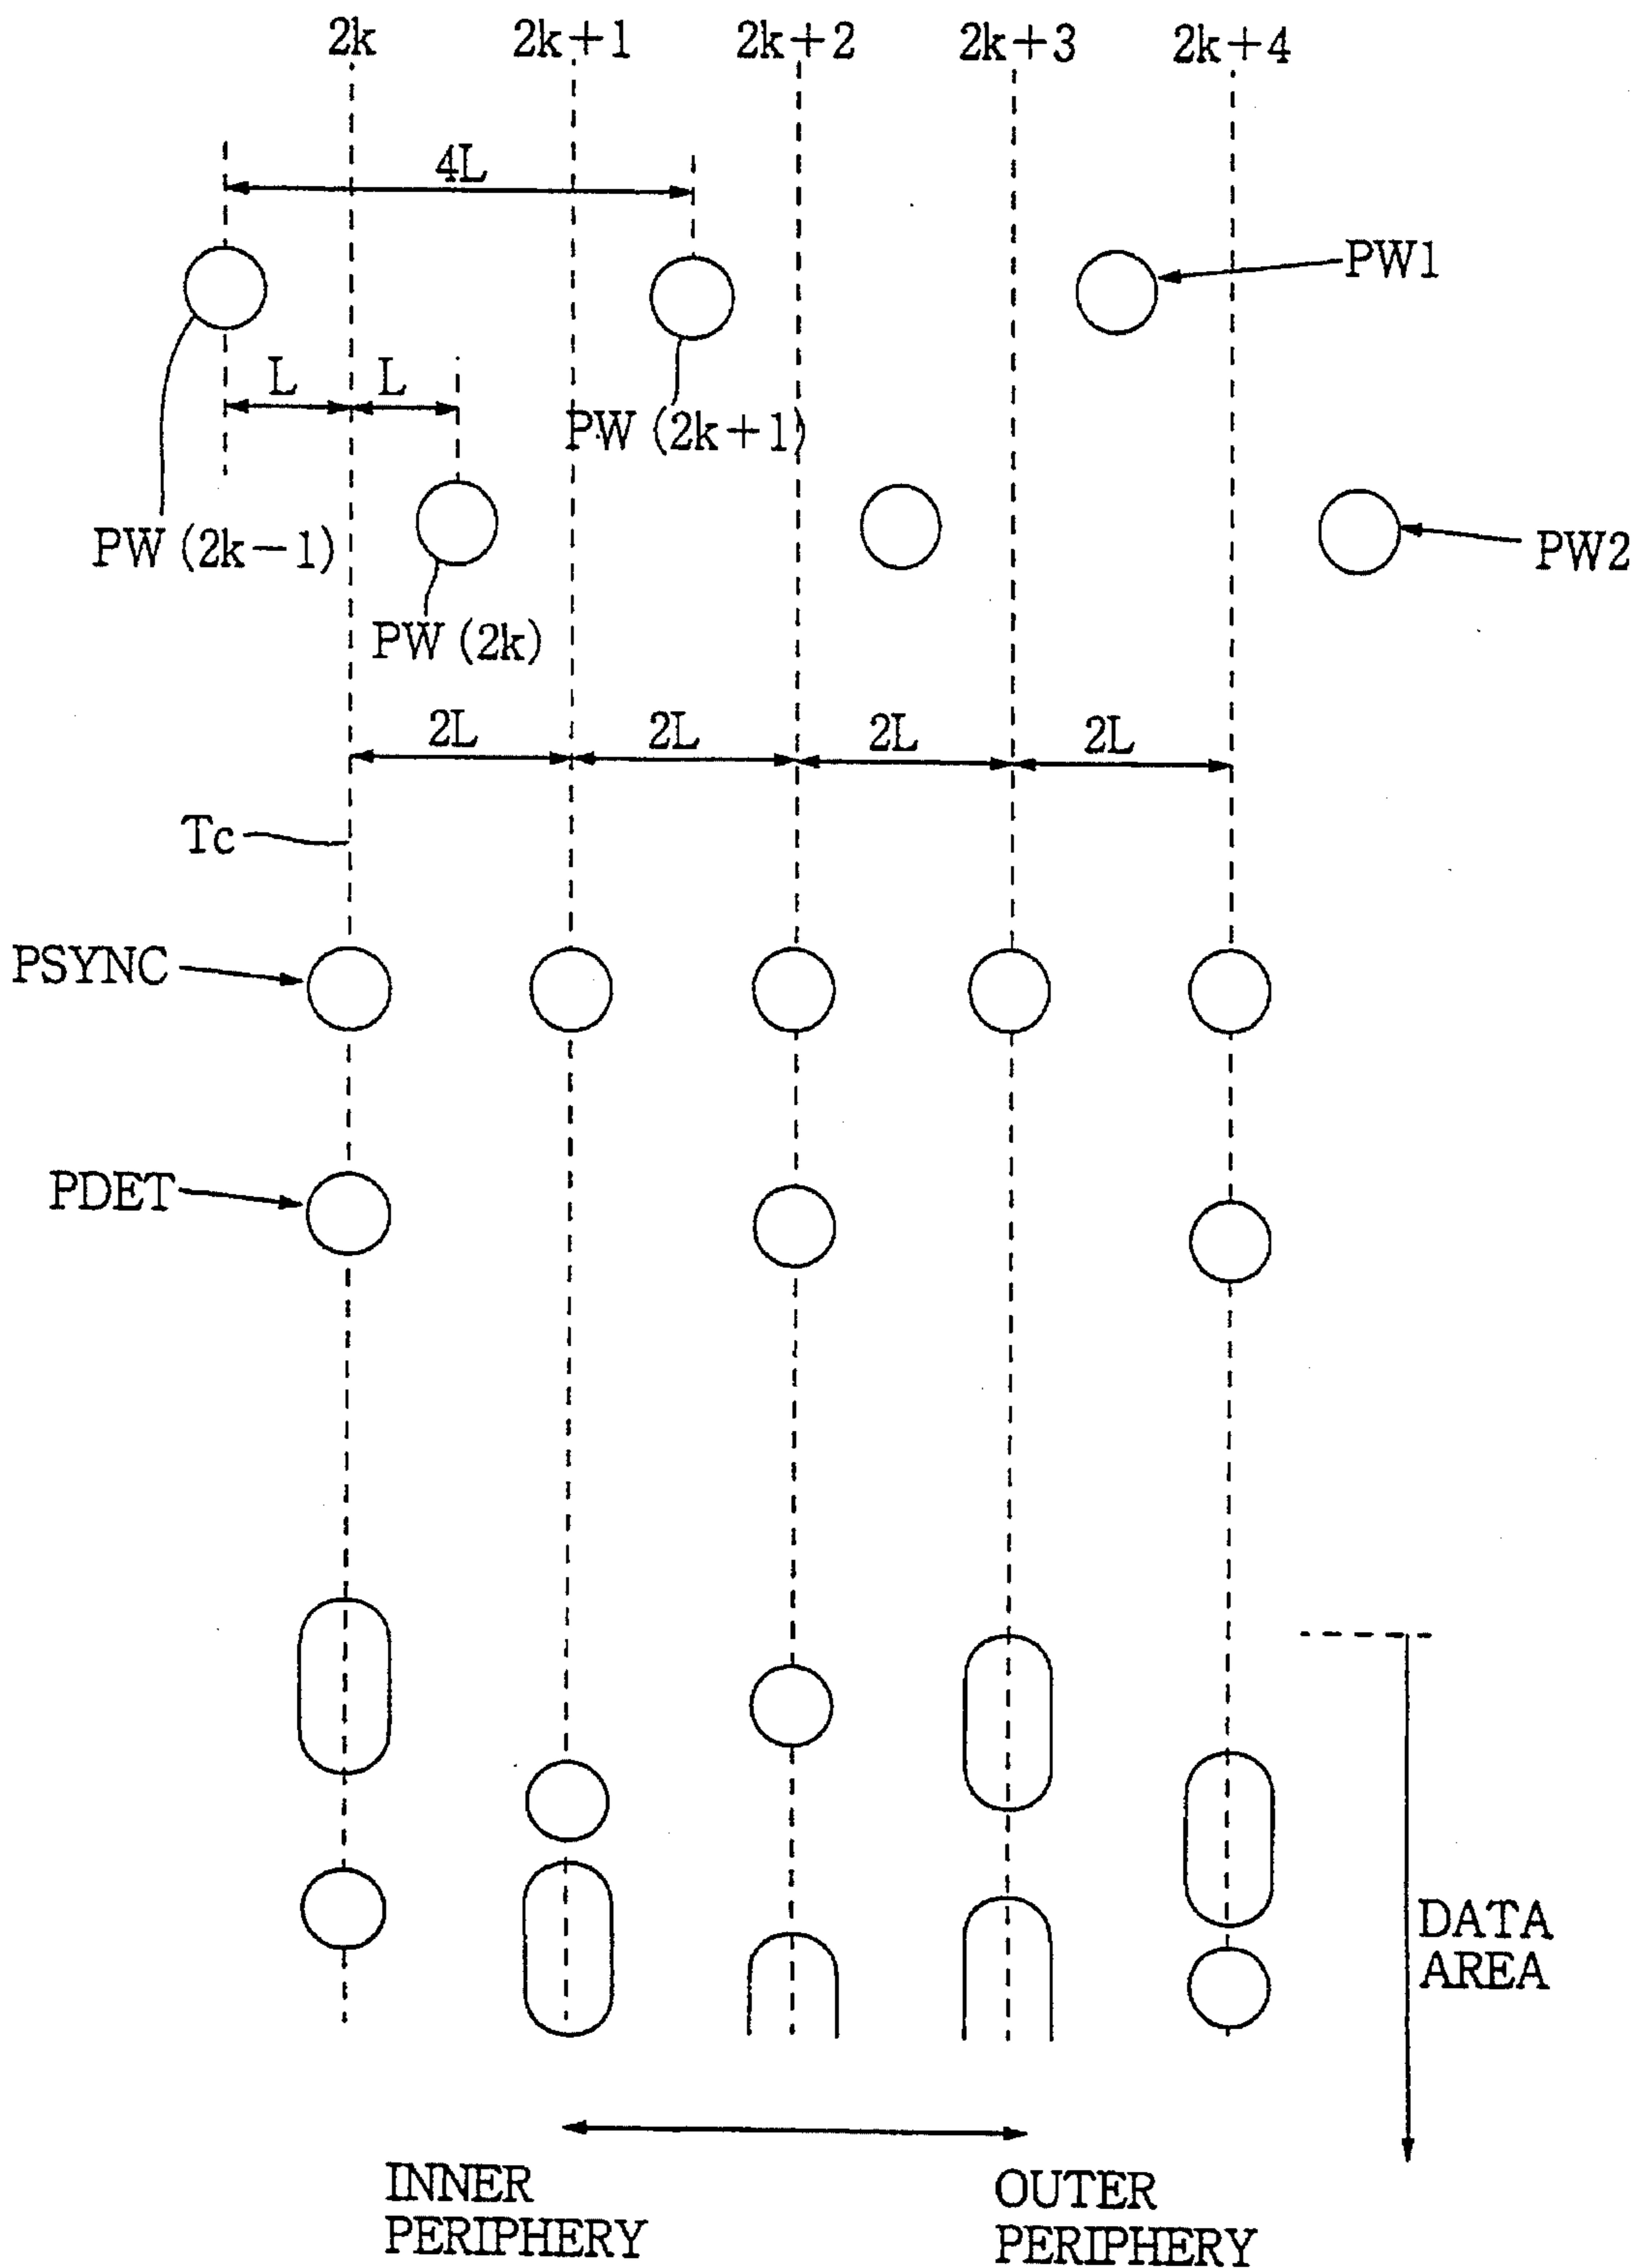 2k 2k+1 2k+2 2k+3 2k+4
4L
PW1
L L
PW (2k+1)
PW (2k-1)
PW2
PW (2k)
2L 2L 2L 2L
Tc
PSYNC
PDET
DATA
AREA
INNER
PERIPHERY
OUTER
PERIPHERY